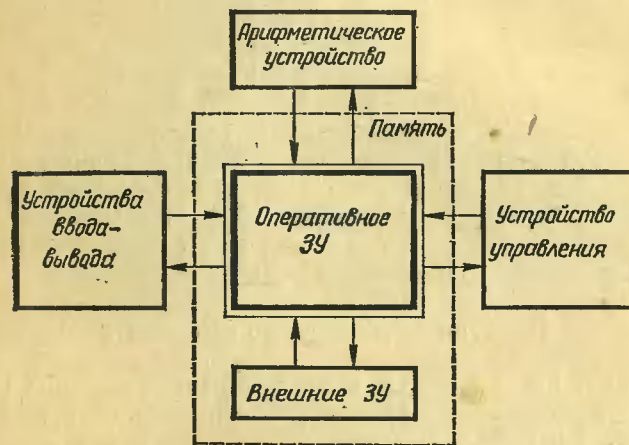 Арифметическое
устройство
Память
Устройства
ввода-
вывода
Оперативное
ЗУ
Устройство
управления
Внешние ЗУ